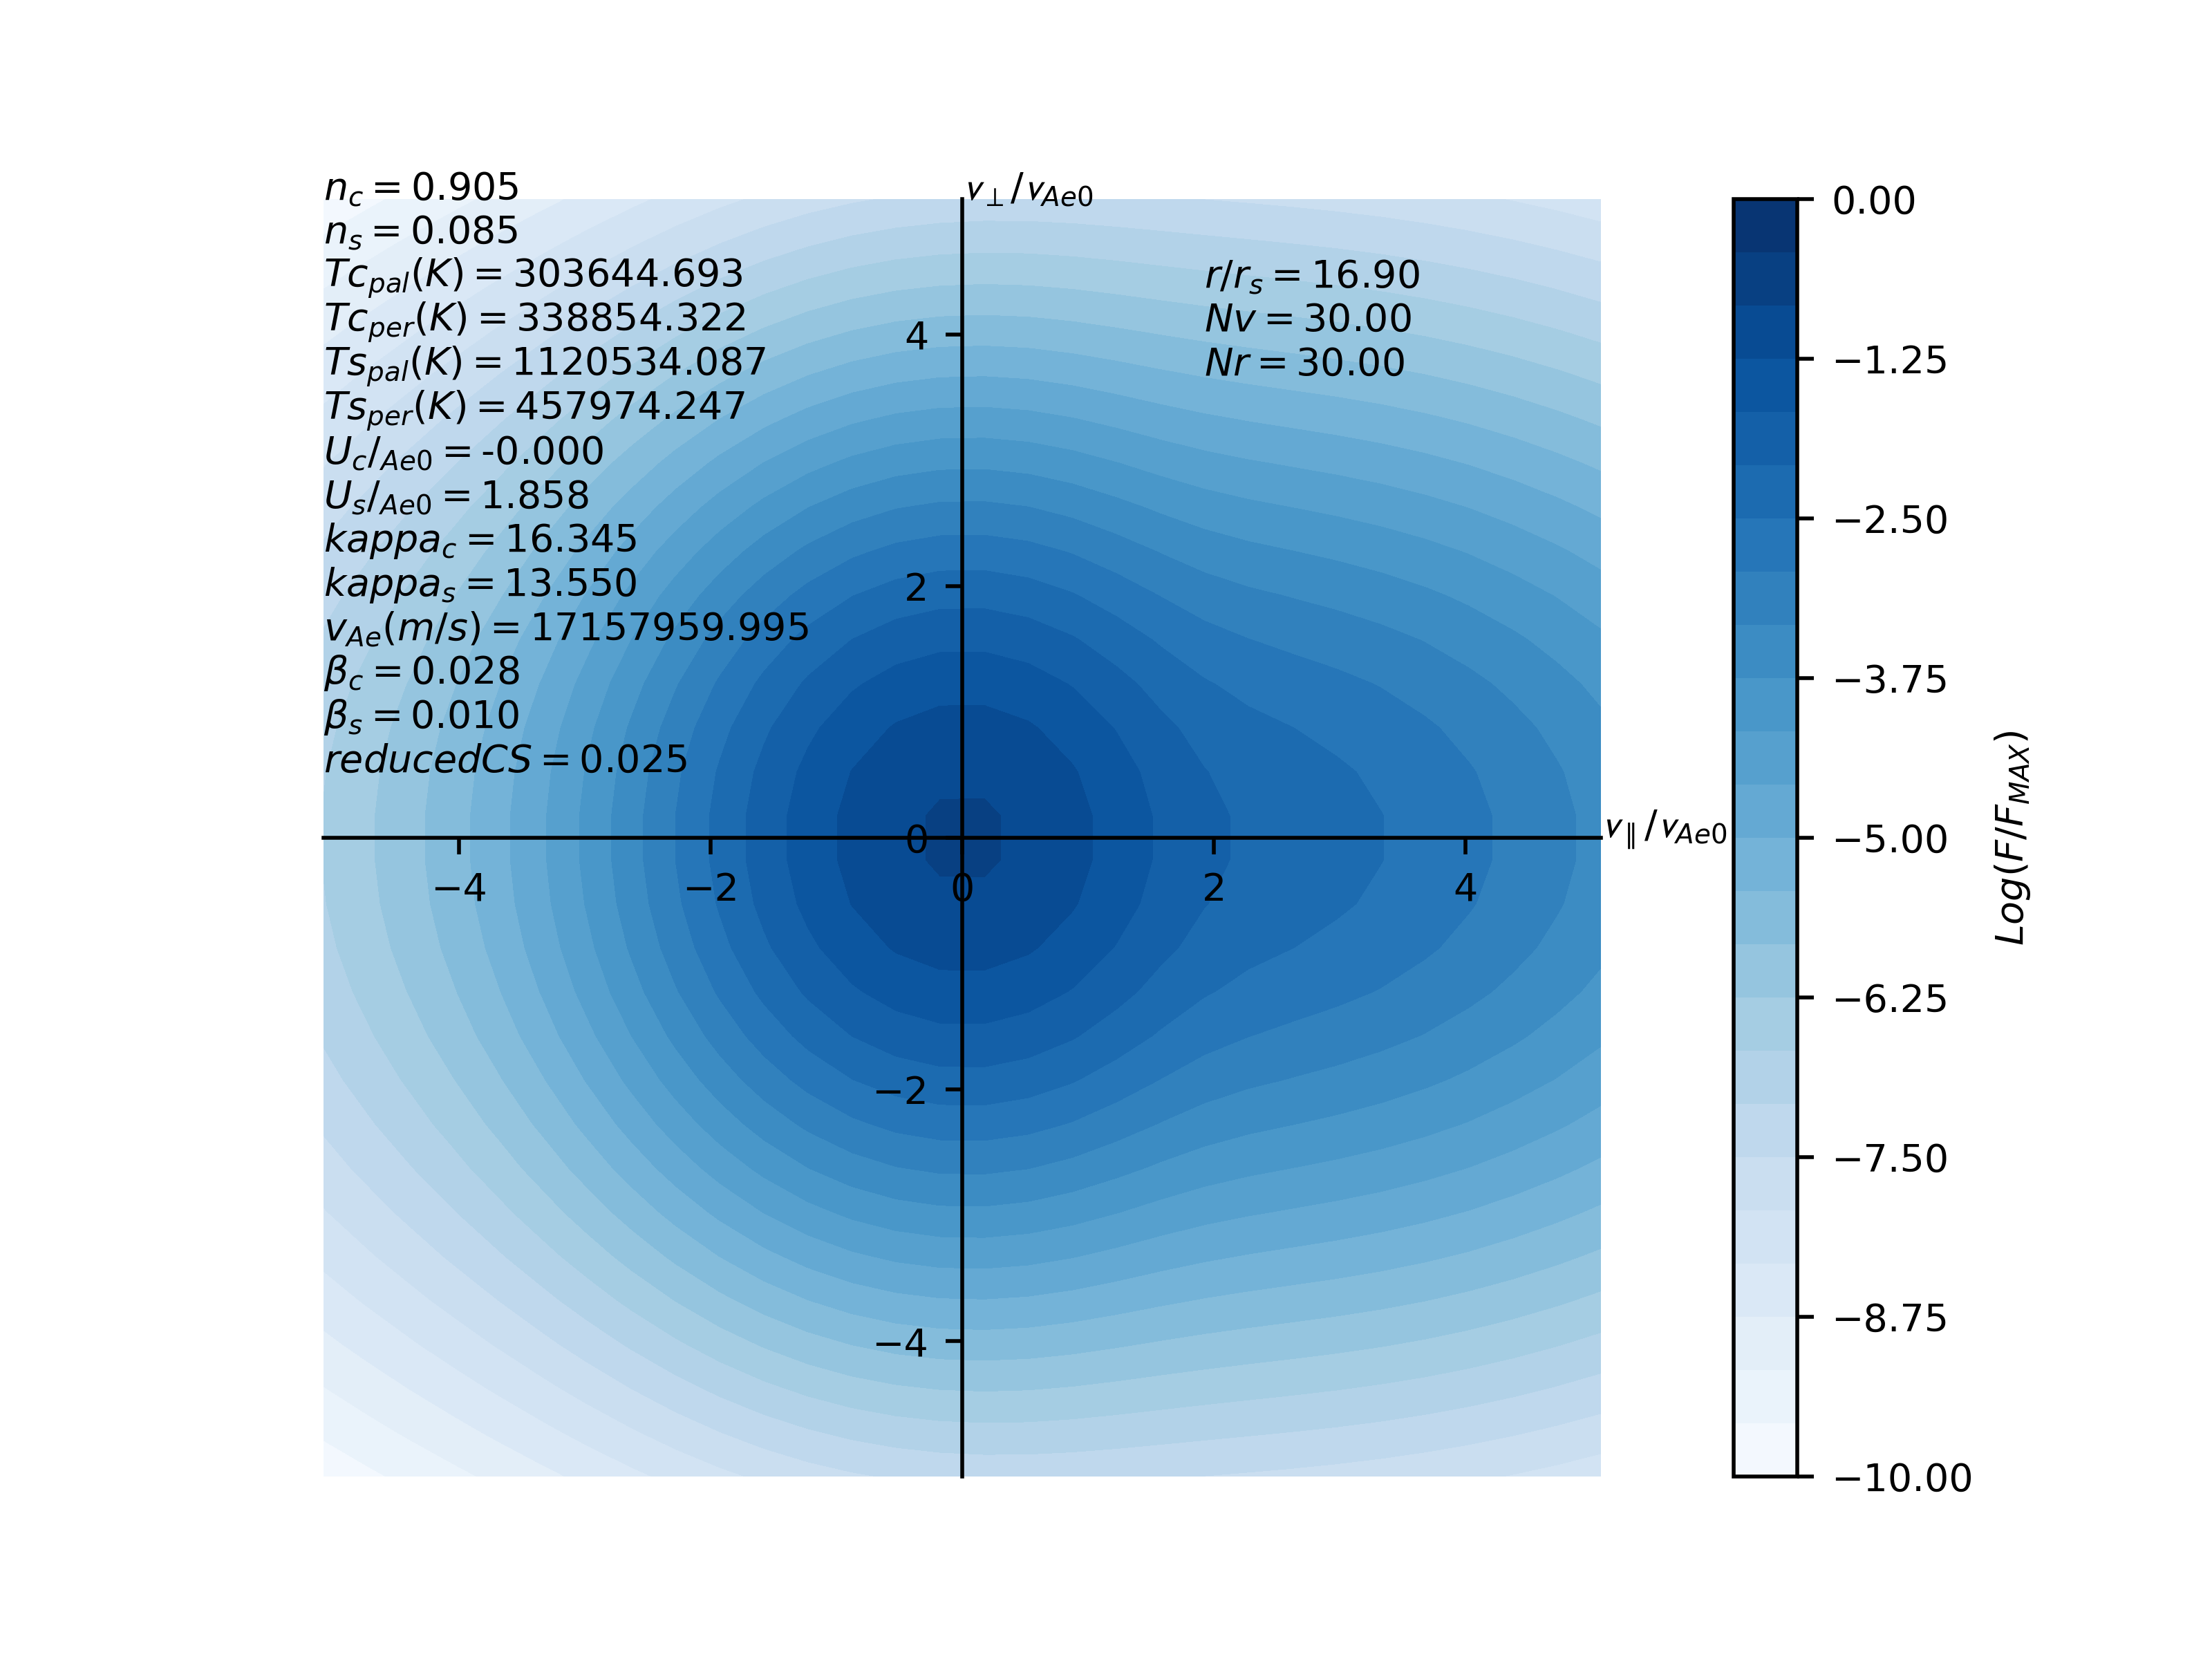 n_c = 0.905
n_s = 0.085
Tc_pal(K) = 303644.693
Tc_per(K) = 338854.322
Ts_pal(K) = 1120534.087
Ts_per(K) = 457974.247
U_c/_Ae0 = -0.000
U_s/_Ae0 = 1.858
kappa_c = 16.345
kappa_s = 13.550
v_Ae(m/s) = 17157959.995
β_c = 0.028
β_s = 0.010
reducedCS = 0.025
v_⊥/v_Ae0
r/r_s = 16.90
Nv = 30.00
Nr = 30.00
4
2
0
−2
−4
−4
−2
0
2
4
v_∥/v_Ae0
0.00
−1.25
−2.50
−3.75
−5.00
−6.25
−7.50
−8.75
−10.00
Log(F/F_MAX)